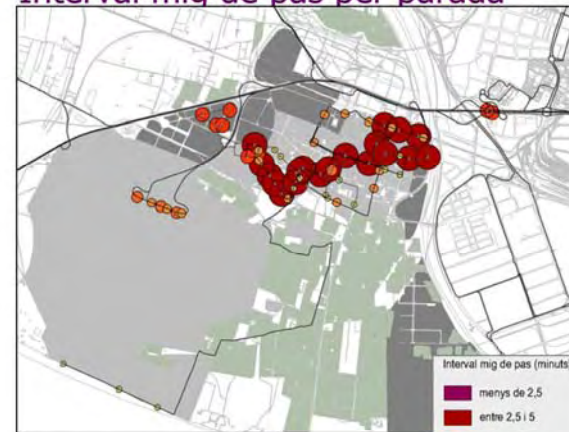 Interval mig de pas per parada
Interval mig de pas (minuts)
menys de 2,5
entre 2,5 i 5